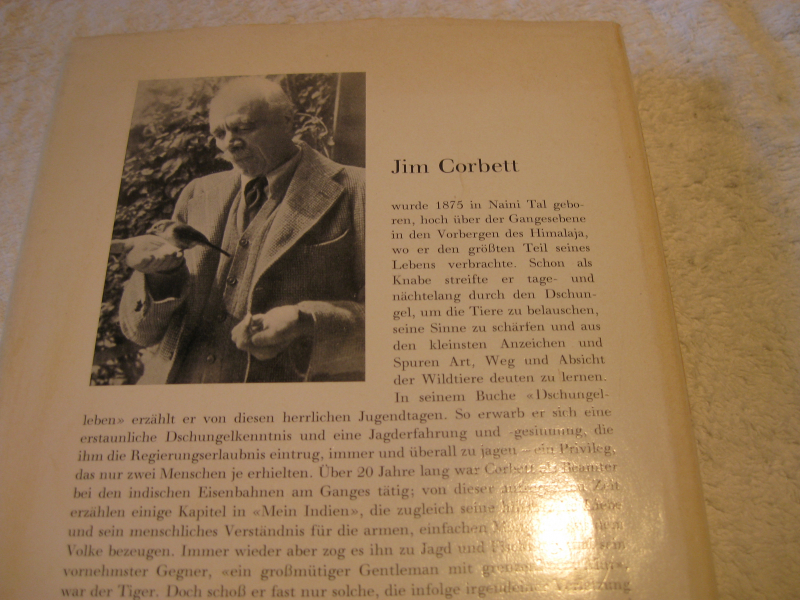 Jim Corbett
wurde 1875 in Naini Tal gebo-
ren, hoch über der Gangesebene
in den Vorbergen des Himalaja,
wo er den größten Teil seines
Lebens verbrachte. Schon als
Knabe streifte er tage- und
nächtelang durch den Dschun-
gel, um die Tiere zu belauschen,
seine Sinne zu schärfen und aus
den kleinsten Anzeichen und
Spuren Art, Weg und Absicht
der Wildtiere deuten zu lernen.
In seinem Buche «Dschungel-
leben» erzählt er von diesen herrlichen Jugendtagen. So erwarb er sich eine
erstaunliche Dschungelkenntnis und eine Jagderfahrung und -gesinnung, die
ihm die Regierungserlaubnis eintrug, immer und überall zu jagen – ein Privileg,
das nur zwei Menschen je erhielten. Über 20 Jahre lang war Corbett als Beamter
bei den indischen Eisenbahnen am Ganges tätig; von dieser Zeit
erzählen einige Kapitel in «Mein Indien», die zugleich seine
und sein menschliches Verständnis für die armen, einfachen
Volke bezeugen. Immer wieder aber zog es ihn zu Jagd und
vornehmster Gegner, «ein großmütiger Gentleman mit
war der Tiger. Doch schoß er fast nur solche, die infolge irgendeiner Verletzung